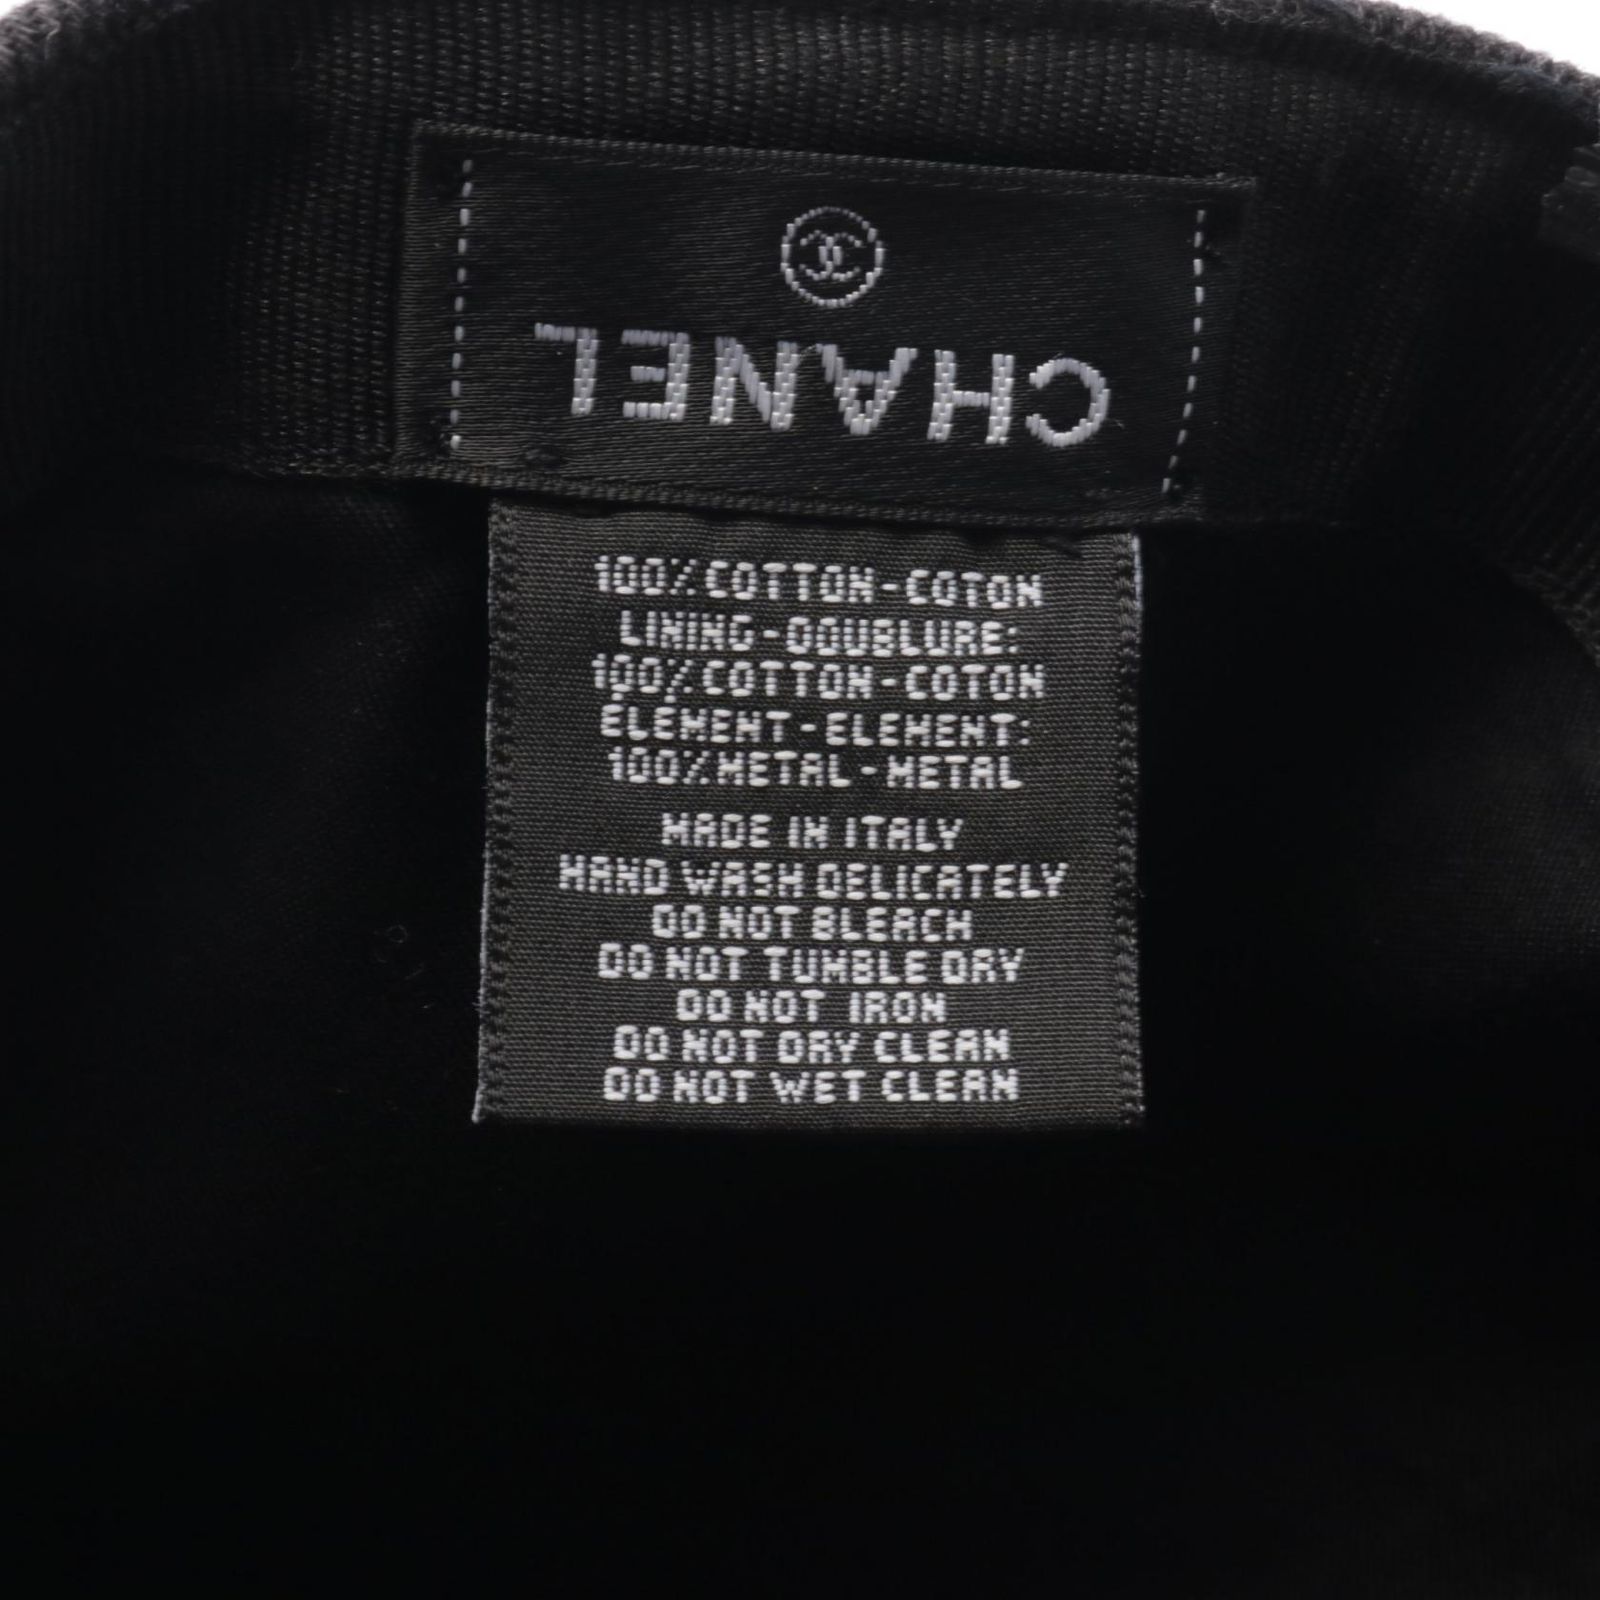 CHANEL
100% COTTON-COTON
LINING-DOUBLURE:
100% COTTON-COTON
ÉLÉMENT-ELEMENT:
100% METAL-METAL
MADE IN ITALY
HAND WASH DELICATELY
DO NOT BLEACH
DO NOT TUMBLE DRY
DO NOT IRON
DO NOT DRY CLEAN
DO NOT WET CLEAN